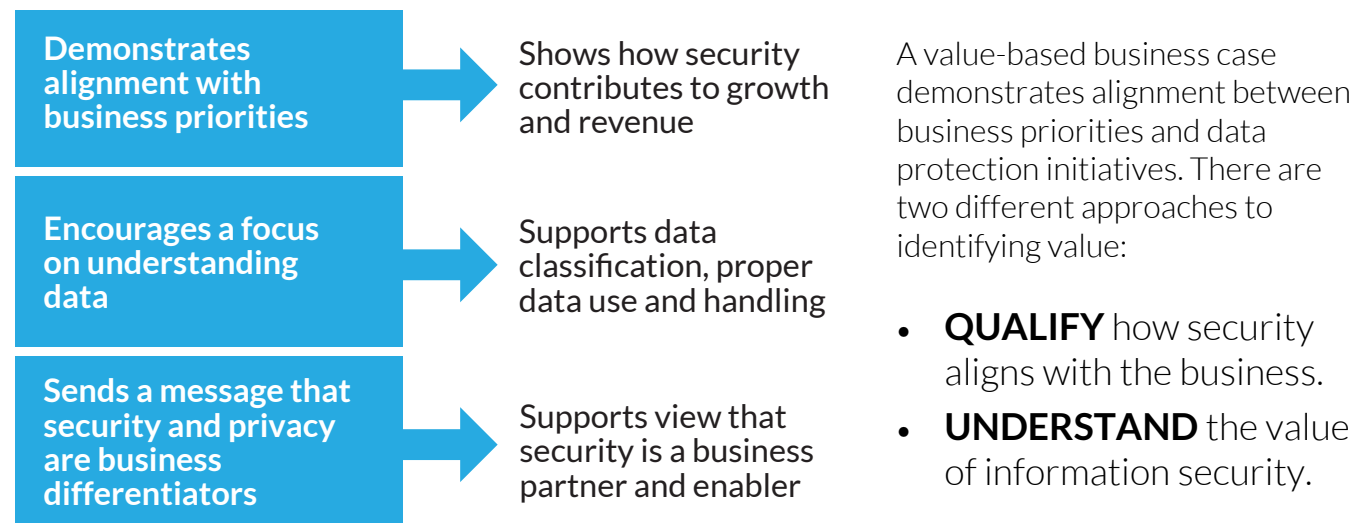 Demonstrates
alignment with
business priorities
Shows how security
contributes to growth
and revenue
Encourages a focus
on understanding
data
Supports data
classification, proper
data use and handling
Sends a message that
security and privacy
are business
differentiators
Supports view that
security is a business
partner and enabler
A value-based business case
demonstrates alignment between
business priorities and data
protection initiatives. There are
two different approaches to
identifying value:
• QUALIFY how security
aligns with the business.
• UNDERSTAND the value
of information security.